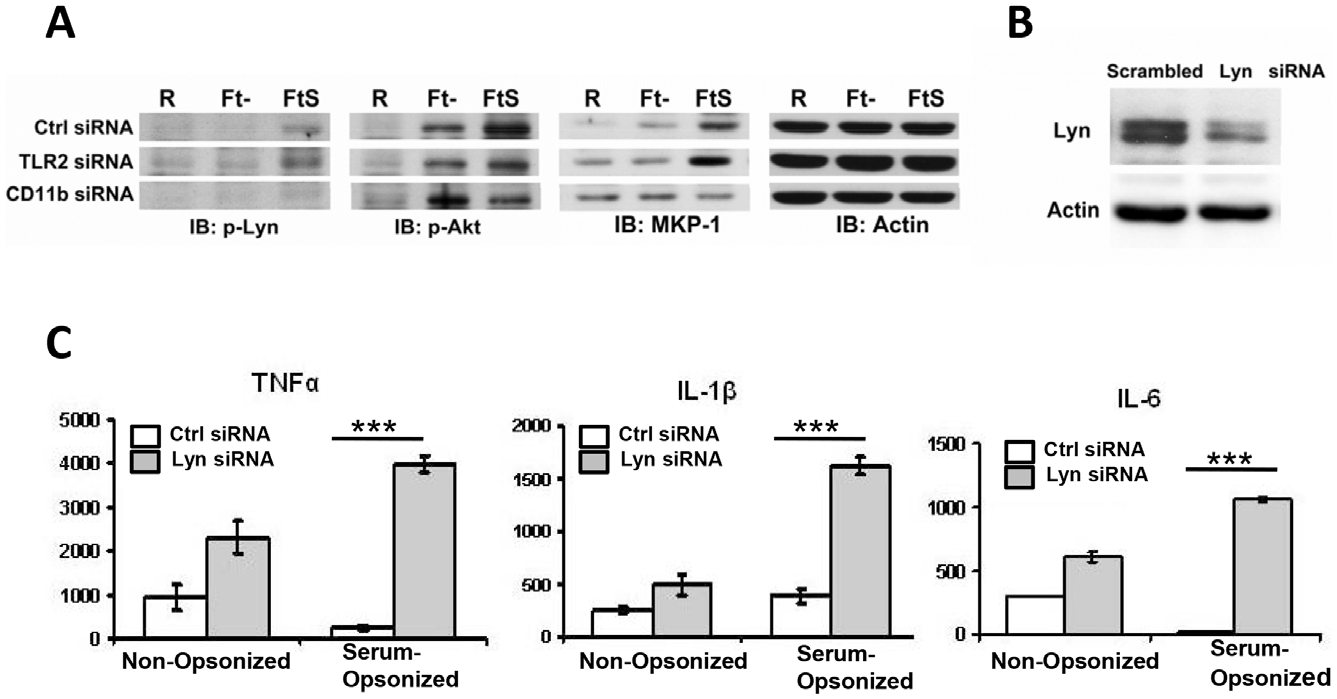 A
B
R Ft- FtS R Ft- FtS R Ft- FtS R Ft- FtS
Scrambled Lyn siRNA
Ctrl siRNA
TLR2 siRNA
CD11b siRNA
IB: p-Lyn IB: p-Akt IB: MKP-1 IB: Actin
Lyn
Actin
C
TNFα
5000
4000
3000
2000
1000
0
Ctrl siRNA
Lyn siRNA
***
Non-Opsonized
Serum-
Opsonized
IL-1β
2000
1500
1000
500
0
Ctrl siRNA
Lyn siRNA
***
Non-Opsonized
Serum-
Opsonized
IL-6
1500
1000
500
0
Ctrl siRNA
Lyn siRNA
***
Non-Opsonized
Serum-
Opsonized